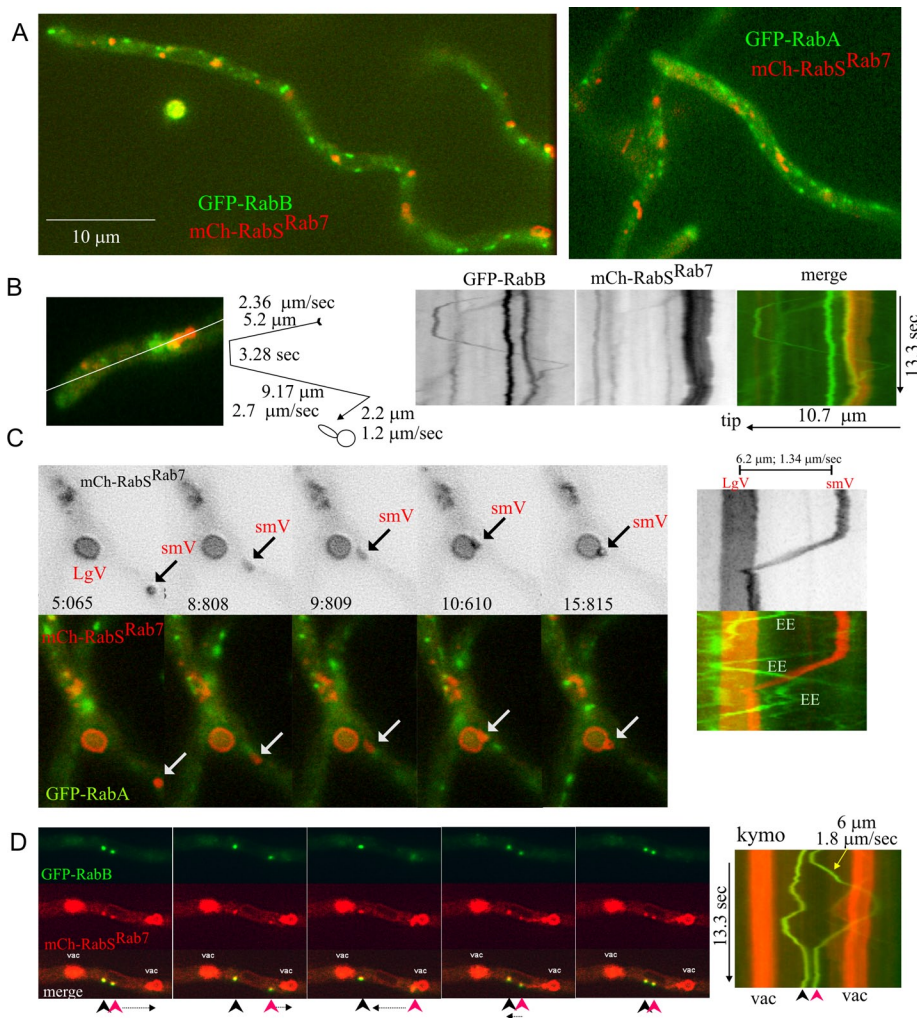 A
GFP-RabB
mCh-RabS Rab7
10 μm
GFP-RabA
mCh-RabS Rab7
B
2.36 μm/sec
5.2 μm
3.28 sec
9.17 μm
2.7 μm/sec
2.2 μm
1.2 μm/sec
GFP-RabB
mCh-RabS Rab7
merge
13.3 sec
tip
10.7 μm
C
mCh-RabS Rab7
smV
smV
smV
smV
smV
LgV
5:065
8:808
9:809
10:610
15:815
mCh-RabS Rab7
GFP-RabA
6.2 μm; 1.34 μm/sec
LgV
smV
EE
EE
EE
D
GFP-RabB
mCh-RabS Rab7
vac
vac
vac
vac
vac
vac
vac
vac
vac
vac
merge
kymo
6 μm
1.8 μm/sec
13.3 sec
vac
vac